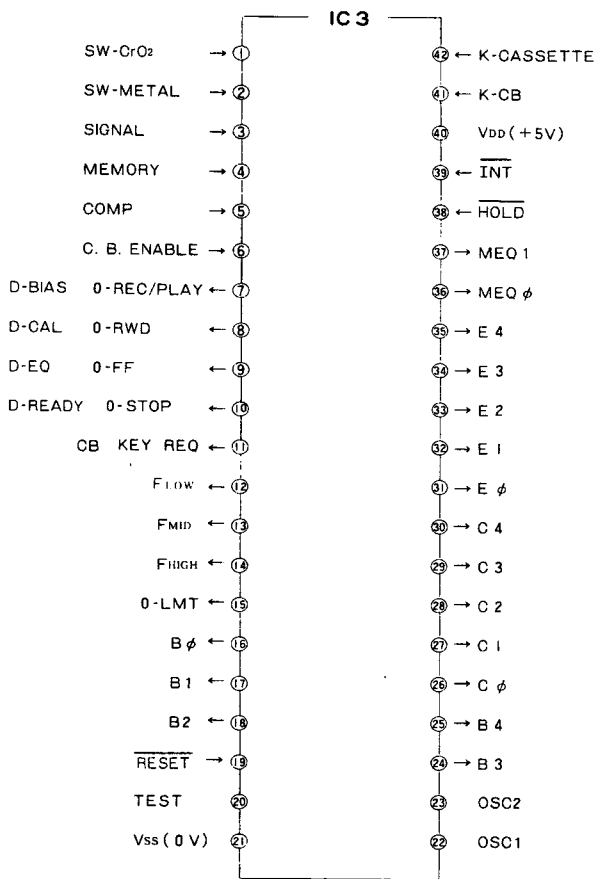 IC3
SW-CrO2 → 1
42 ← K-CASSETTE
SW-METAL → 2
41 ← K-CB
SIGNAL → 3
40 VDD (+5V)
MEMORY → 4
39 ← INT
COMP → 5
38 ← HOLD
C. B. ENABLE → 6
37 → MEQ 1
D-BIAS 0-REC/PLAY ← 7
36 → MEQ ϕ
D-CAL 0-RWD ← 8
35 → E 4
D-EQ 0-FF ← 9
34 → E 3
D-READY 0-STOP ← 10
33 → E 2
CB KEY REQ ← 11
32 → E 1
FLOW ← 12
31 → E ϕ
FMID ← 13
30 → C 4
FHIGH ← 14
29 → C 3
0-LMT ← 15
28 → C 2
Bϕ ← 16
27 → C 1
B1 ← 17
26 → C ϕ
B2 ← 18
25 → B 4
RESET → 19
24 → B 3
TEST 20
23 OSC2
Vss (0V) 21
22 OSC1